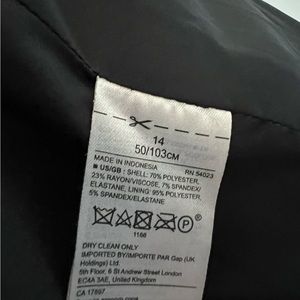 14
50/103CM
MADE IN INDONESIA RN 54023
■ US/GB: SHELL: 70% POLYESTER,
23% RAYON/VISCOSE, 7% SPANDEX/
ELASTANE, LINING: 95% POLYESTER,
5% SPANDEX/ELASTANE
P
1166
DRY CLEAN ONLY
IMPORTED BY/IMPORTE PAR Gap (UK
Holdings) Ltd
5th Floor, 6 St Andrew Street London
EC4A 3AE, United Kingdom
CA 17897